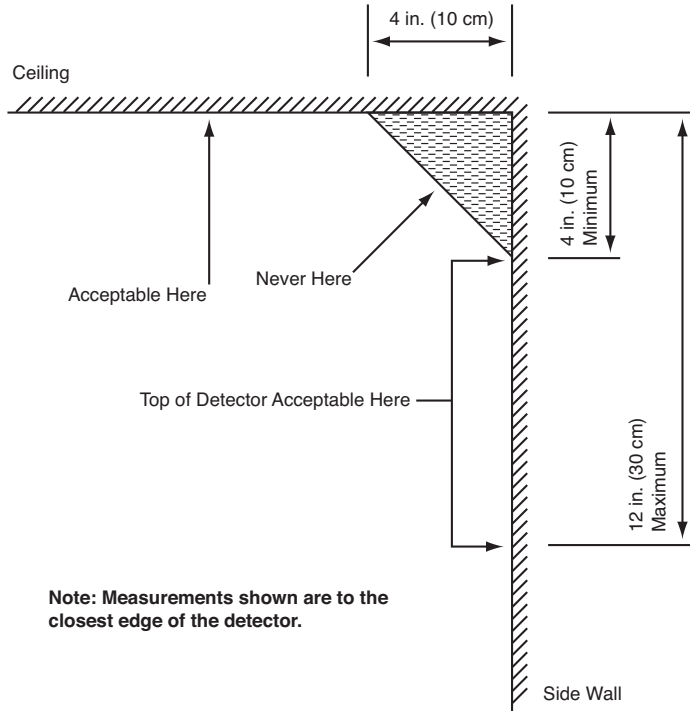 4 in. (10 cm)
Ceiling
4 in. (10 cm)
Minimum
Never Here
Acceptable Here
Top of Detector Acceptable Here
12 in. (30 cm)
Maximum
Note: Measurements shown are to the
closest edge of the detector.
Side Wall